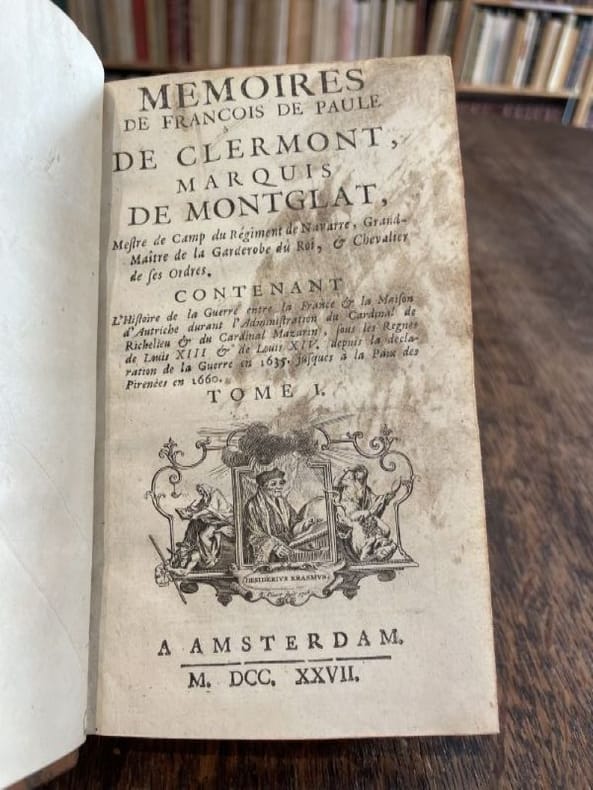 MEMOIRES
DE FRANÇOIS DE PAULE
DE CLERMONT,
MARQUIS
DE MONTGLAT,
Mestre de Camp du Régiment de Navarre, Grand-
Maître de la Garderobe du Roi, & Chevalier
de ses Ordres.
CONTENANT
L'Histoire de la Guerre entre la France & la Maison
d'Autriche durant l'Administration du Cardinal de
Richelieu & du Cardinal Mazarin, sous les Regnes
de Louis XIII & de Louis XIV. depuis la décla-
ration de la Guerre en 1635. jusques à la Paix des
Pirenées en 1660.
TOME I.
DESIDERIVS ERASMVS
A AMSTERDAM.
M. DCC. XXVII.